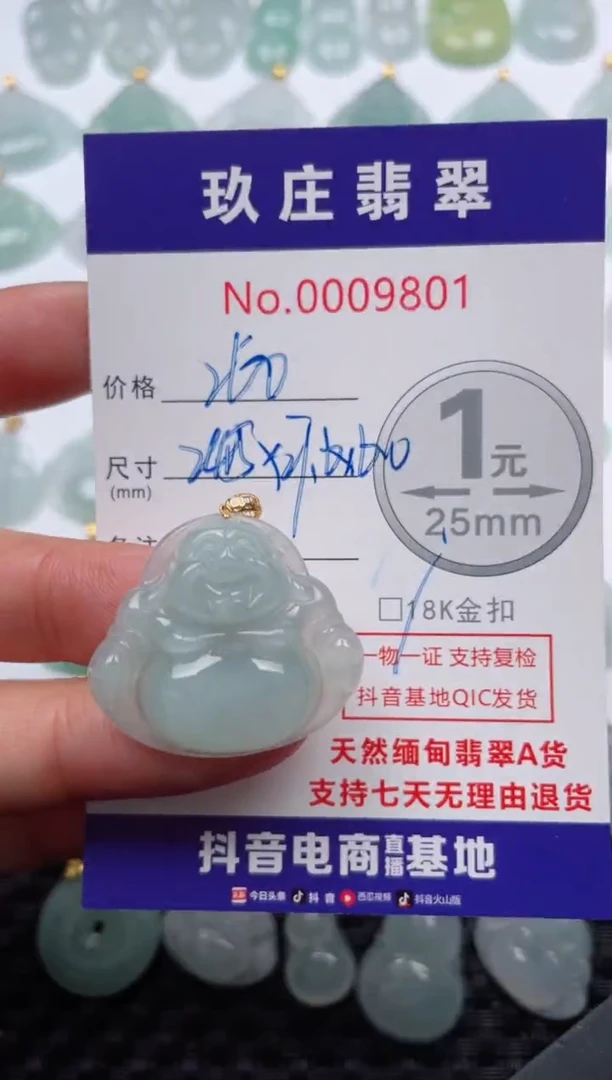 玖庄翡翠
No.0009801
价格 250
尺寸
(mm)
1元
25mm
□18K金扣
一物一证 支持复检
抖音基地QIC发货
天然缅甸翡翠A货
支持七天无理由退货
抖音电商直播基地
今日头条 抖音 西瓜视频 抖音火山版